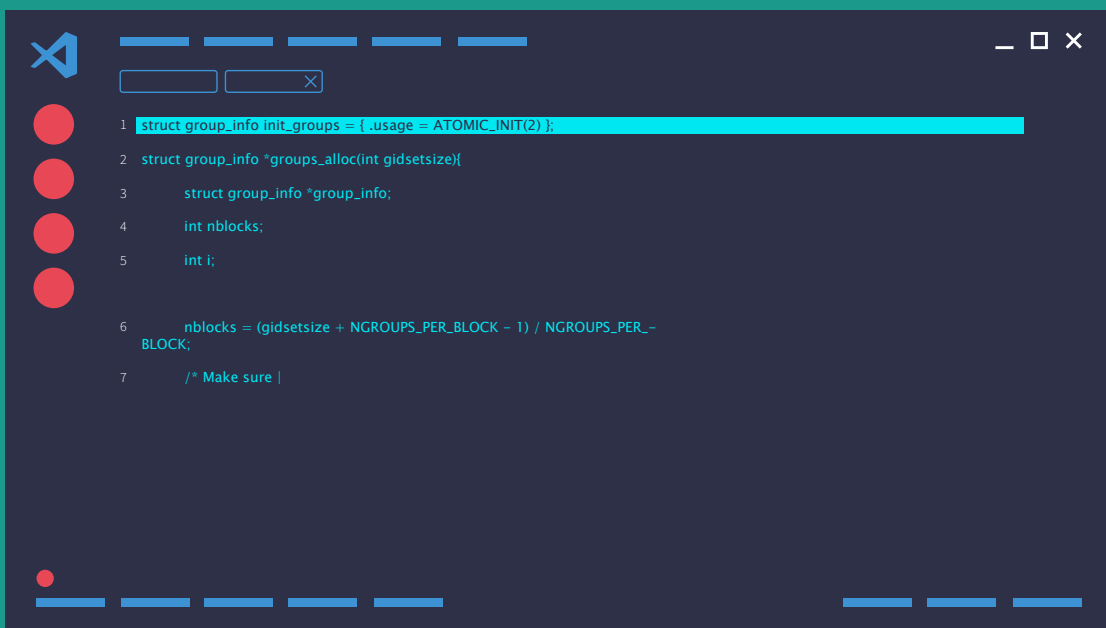 1 struct group_info init_groups = { .usage = ATOMIC_INIT(2) };
2 struct group_info *groups_alloc(int gidsetsize){
3 struct group_info *group_info;
4 int nblocks;
5 int i;
6 nblocks = (gidsetsize + NGROUPS_PER_BLOCK - 1) / NGROUPS_PER_-
BLOCK;
7 /* Make sure |